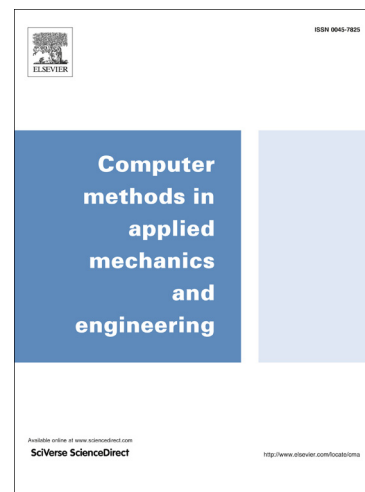 ISSN 0045-7825
ELSEVIER
Computer
methods in
applied
mechanics
and
engineering
Available online at www.sciencedirect.com
SciVerse ScienceDirect
http://www.elsevier.com/locate/cma